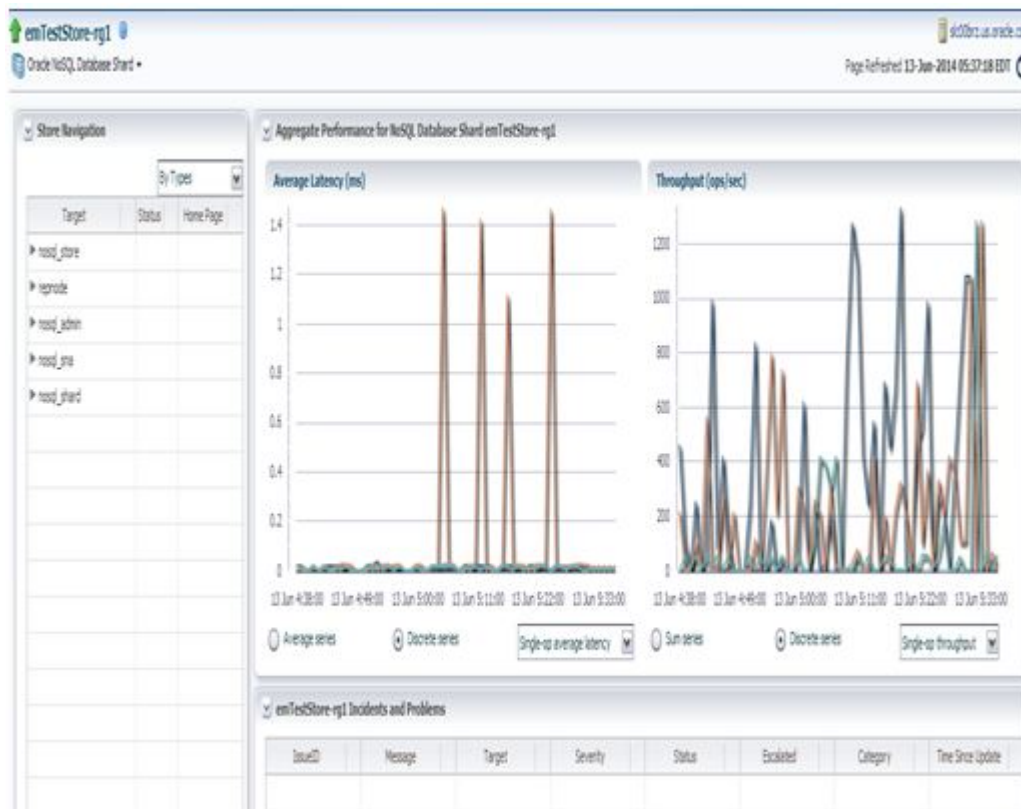 emTestStore-rg1
Oracle NoSQL Database Shard
Page Refreshed 13-Jun-2014 05:37:18 EDT
Store Navigation
By Types
Target Status Home Page
nosql_store
repnode
nosql_admin
nosql_sna
nosql_shard
Aggregate Performance for NoSQL Database Shard emTestStore-rg1
Average Latency (ms)
1.4
1.2
1
0.8
0.6
0.4
0.2
0
13 Jun 4:38:00 13 Jun 4:49:00 13 Jun 5:00:00 13 Jun 5:11:00 13 Jun 5:22:00 13 Jun 5:33:00
Average series Discrete series Single-op average latency
Throughput (ops/sec)
1200
1000
800
600
400
200
0
13 Jun 4:38:00 13 Jun 4:49:00 13 Jun 5:00:00 13 Jun 5:11:00 13 Jun 5:22:00 13 Jun 5:33:00
Sum series Discrete series Single-op throughput
emTestStore-rg1 Incidents and Problems
IssueID Message Target Severity Status Escalated Category Time Since Update